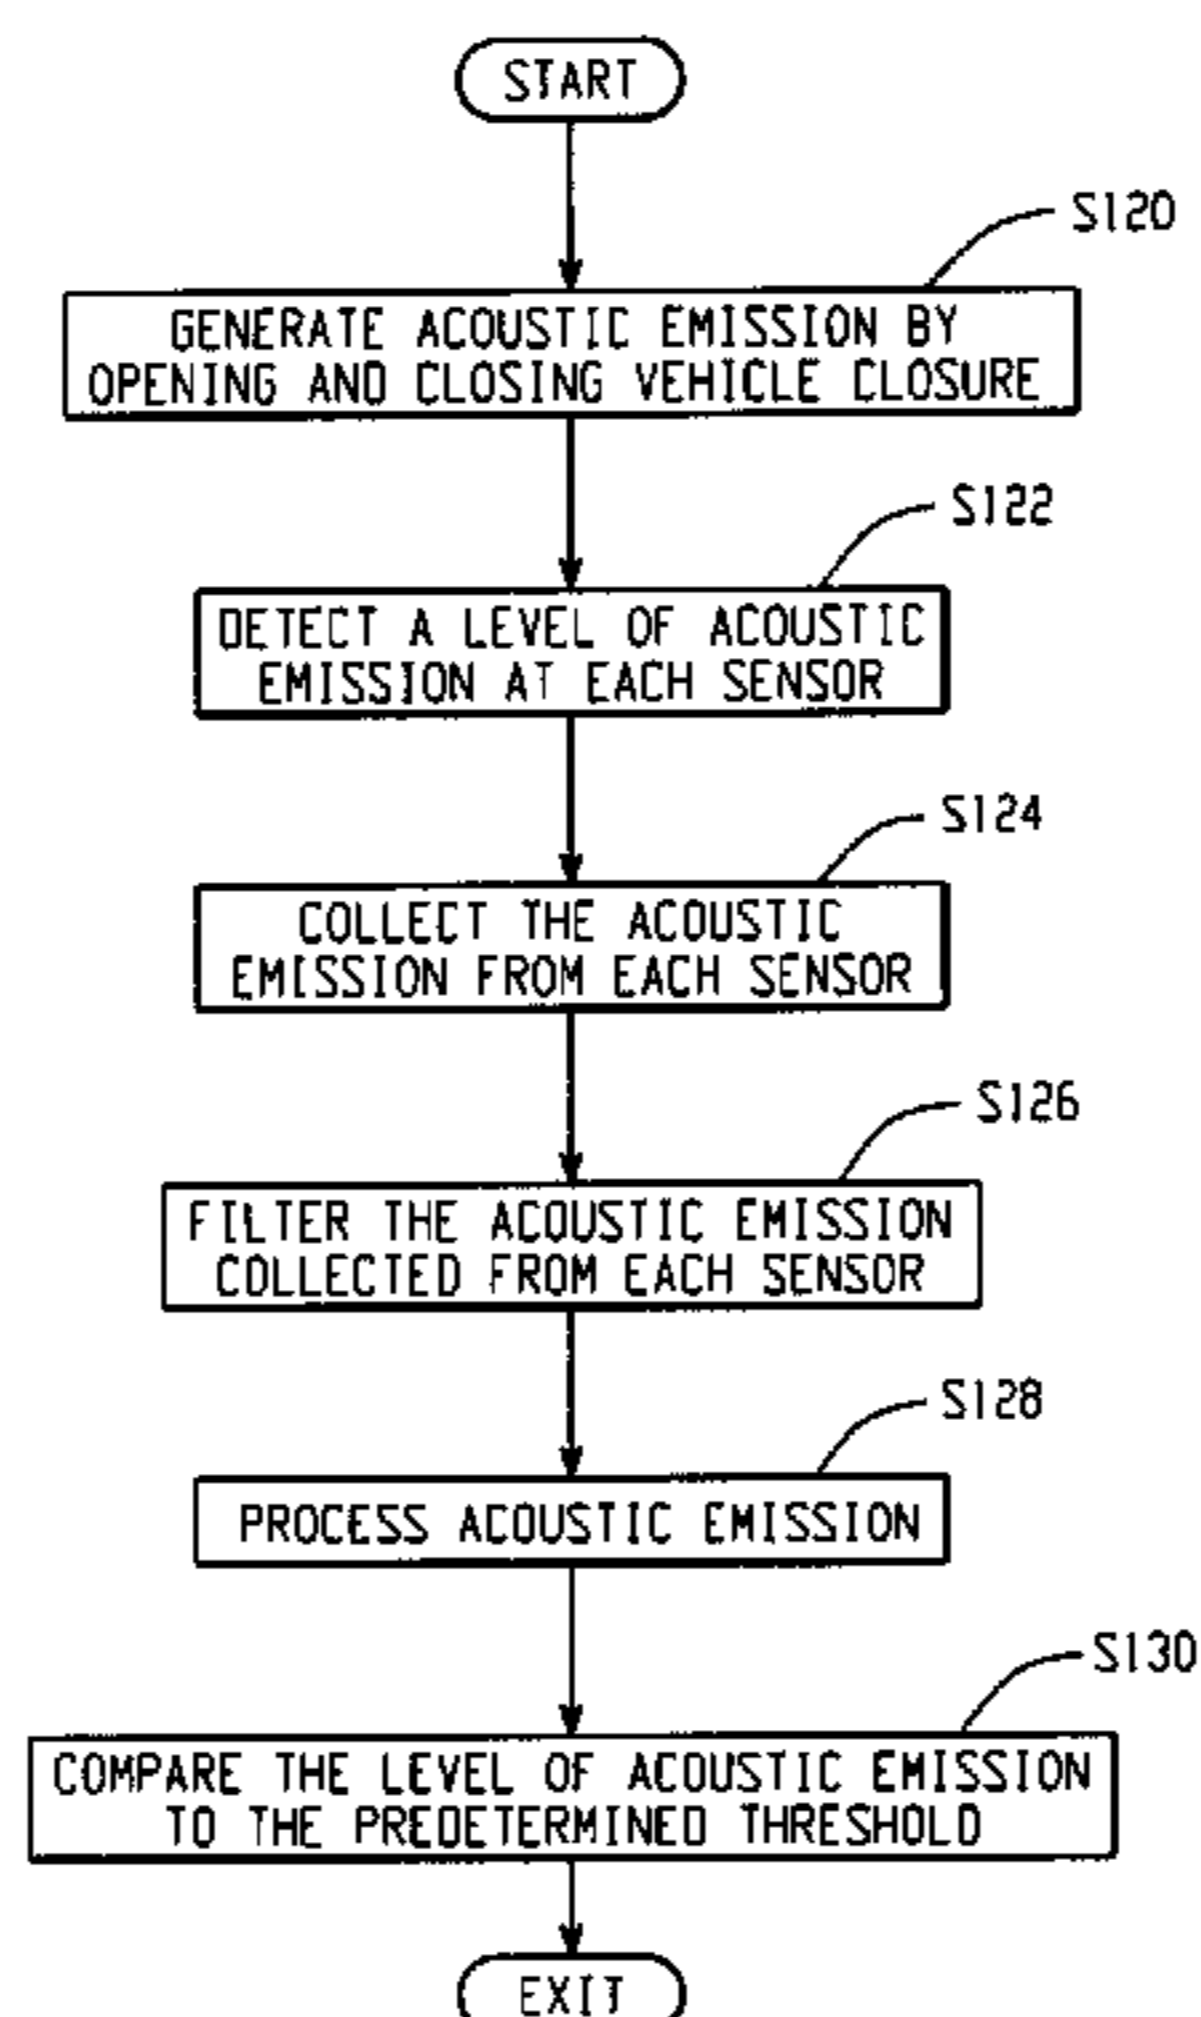 START
S120
GENERATE ACOUSTIC EMISSION BY
OPENING AND CLOSING VEHICLE CLOSURE
S122
DETECT A LEVEL OF ACOUSTIC
EMISSION AT EACH SENSOR
S124
COLLECT THE ACOUSTIC
EMISSION FROM EACH SENSOR
S126
FILTER THE ACOUSTIC EMISSION
COLLECTED FROM EACH SENSOR
S128
PROCESS ACOUSTIC EMISSION
S130
COMPARE THE LEVEL OF ACOUSTIC EMISSION
TO THE PREDETERMINED THRESHOLD
EXIT